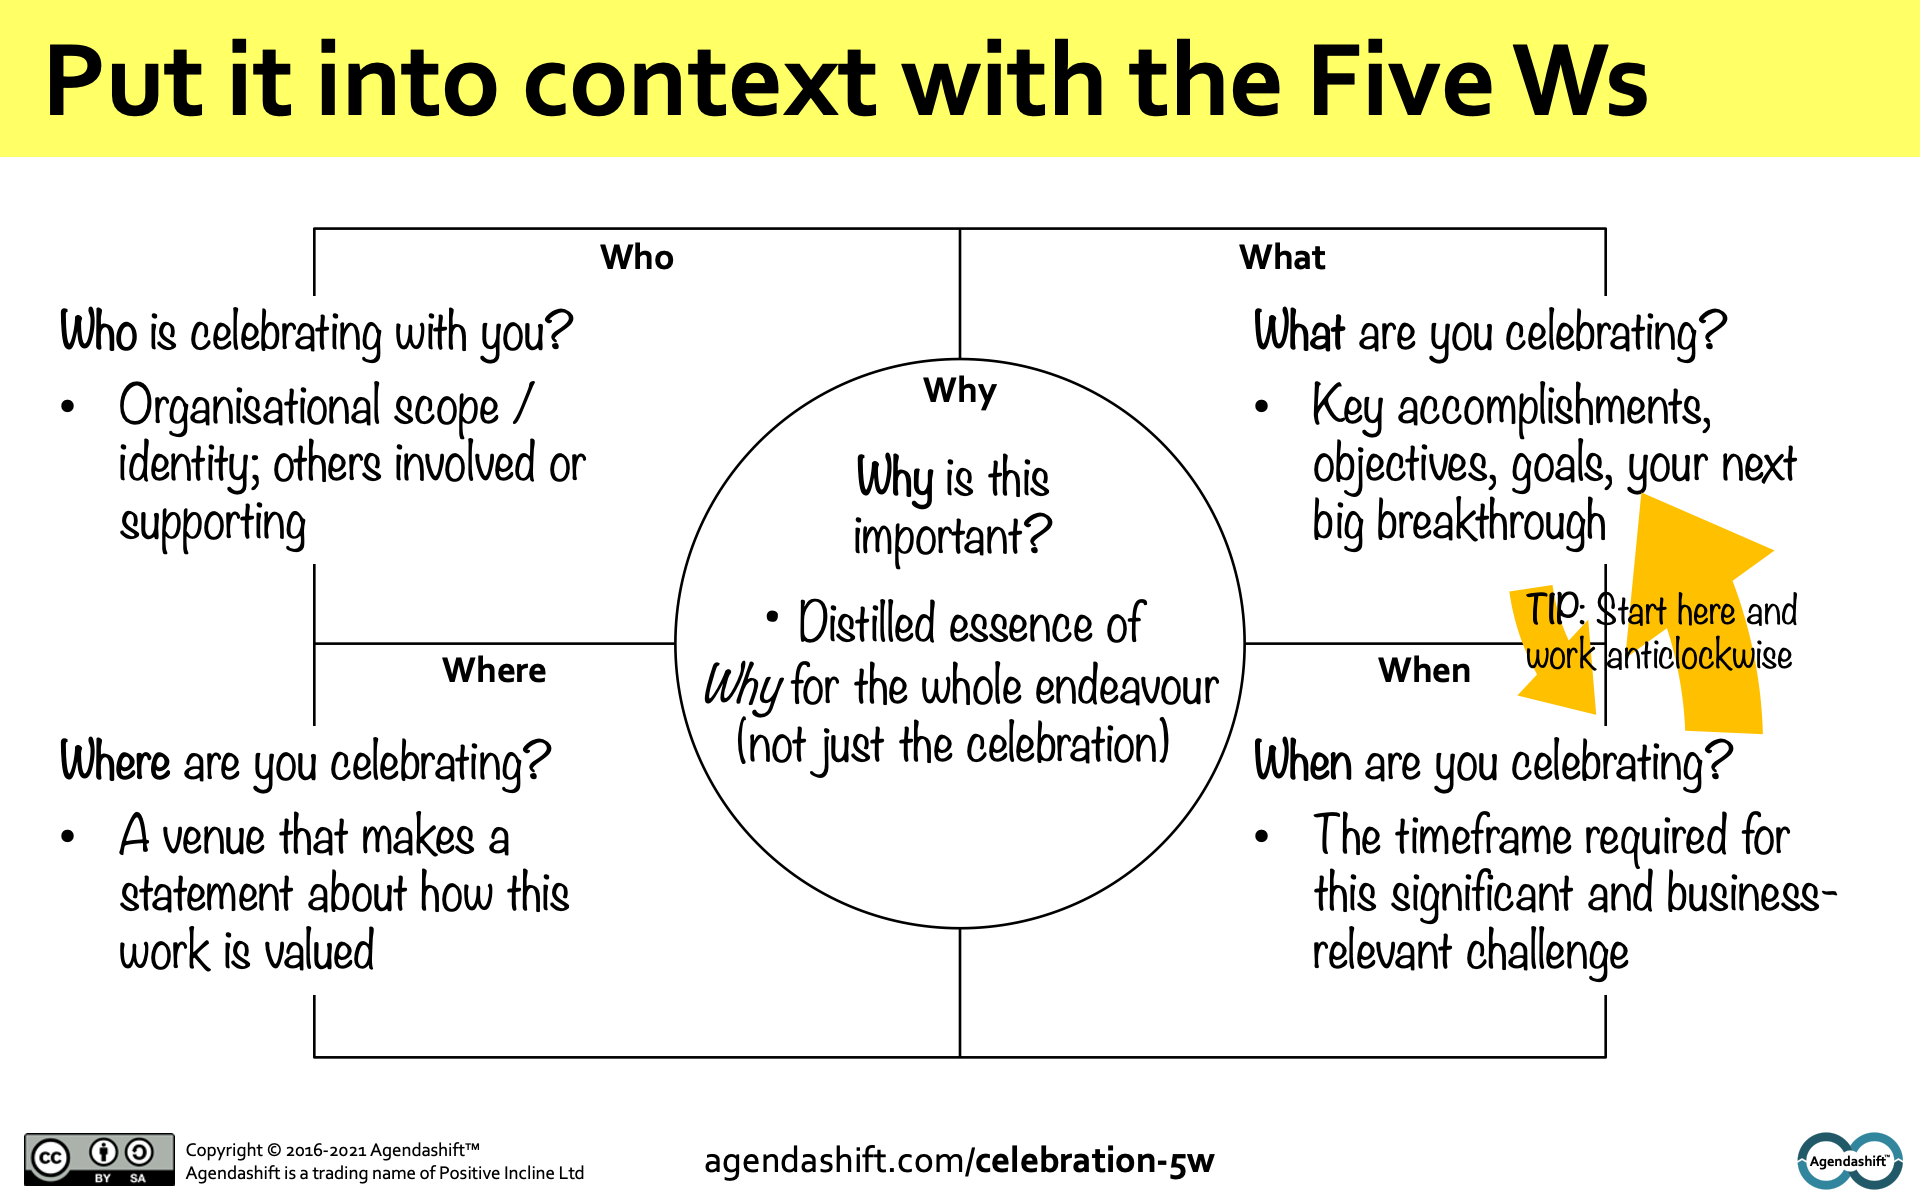 Put it into context with the Five Ws
Who
Who is celebrating with you?
• Organisational scope /
identity; others involved or
supporting
What
What are you celebrating?
• Key accomplishments,
objectives, goals, your next
big breakthrough
Why
Why is this
important?
• Distilled essence of
Why for the whole endeavour
(not just the celebration)
TIP: Start here and
work anticlockwise
Where
Where are you celebrating?
• A venue that makes a
statement about how this
work is valued
When
When are you celebrating?
• The timeframe required for
this significant and business-
relevant challenge
cc
BY SA
Copyright © 2016-2021 Agendashift™
Agendashift is a trading name of Positive Incline Ltd
agendashift.com/celebration-5w
Agendashift™